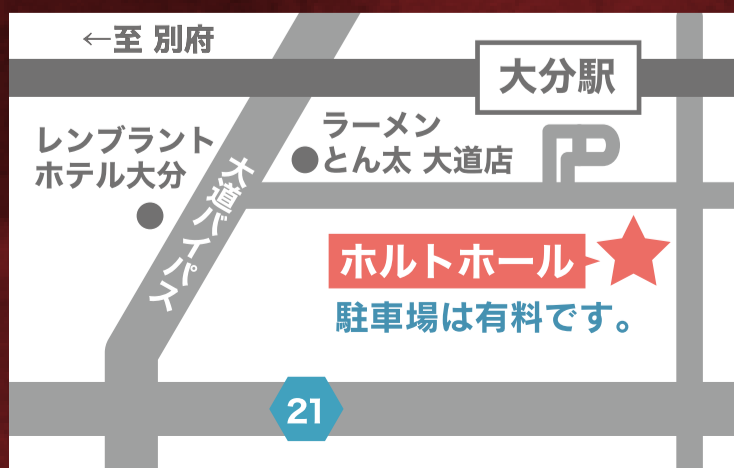 ←至 別府
大分駅
レンブラント
ホテル大分
ラーメン
とん太 大道店
大道バイパス
ホルトホール
駐車場は有料です。
21